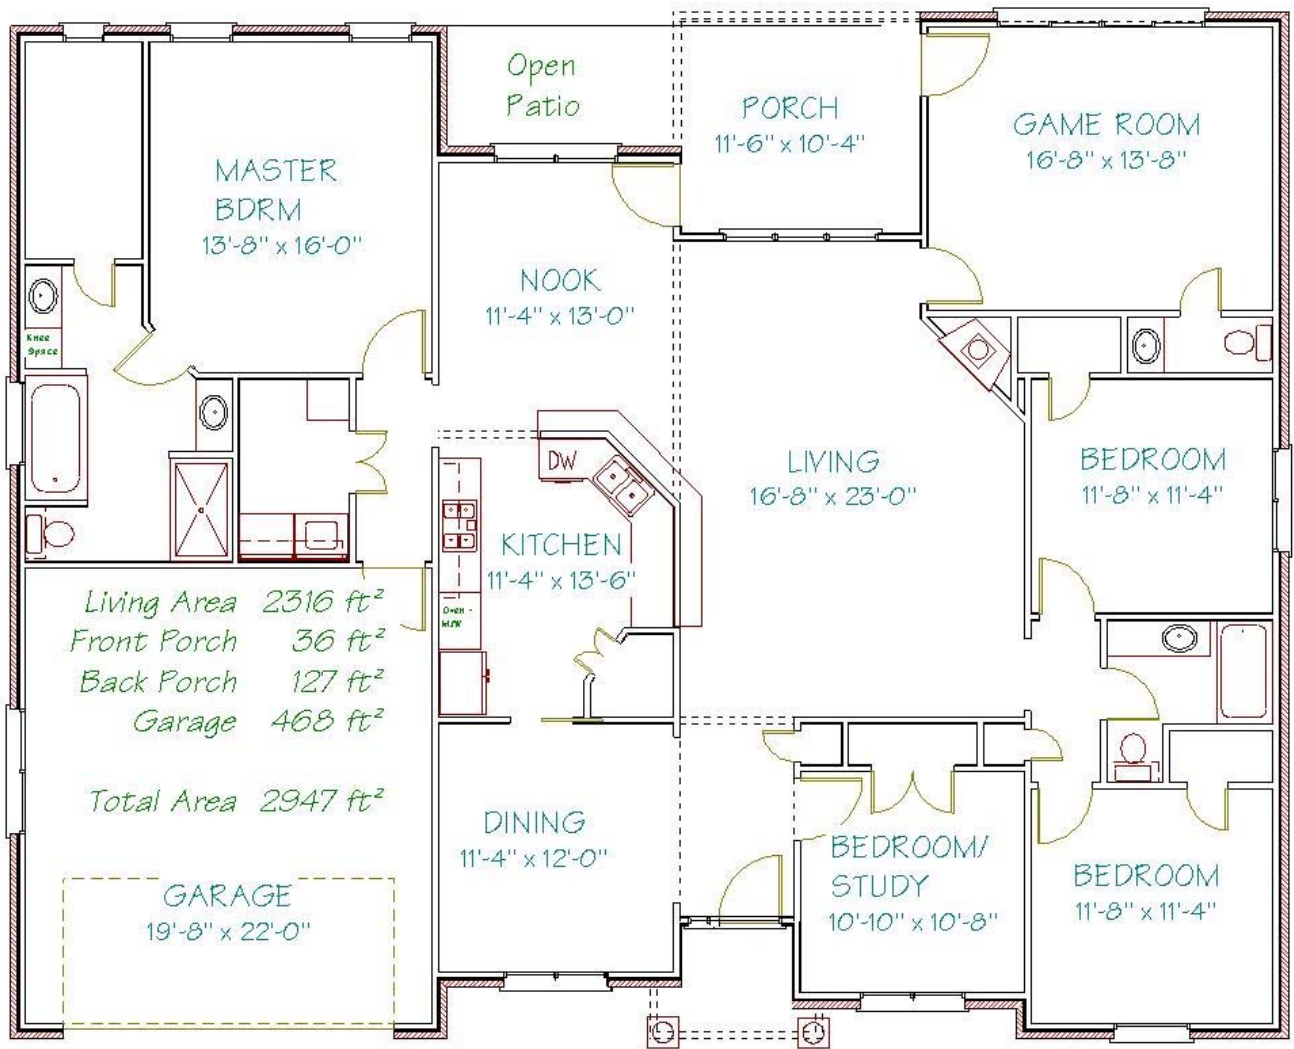 Open
Patio
PORCH
11'-6" x 10'-4"
GAME ROOM
16'-8" x 13'-8"
MASTER
BDRM
13'-8" x 16'-0"
NOOK
11'-4" x 13'-0"
Knee
Space
LIVING
16'-8" x 23'-0"
BEDROOM
11'-8" x 11'-4"
DW
KITCHEN
11'-4" x 13'-6"
Oven -
M/W
Living Area 2316 ft²
Front Porch 36 ft²
Back Porch 127 ft²
Garage 468 ft²
Total Area 2947 ft²
DINING
11'-4" x 12'-0"
BEDROOM/
STUDY
10'-10" x 10'-8"
BEDROOM
11'-8" x 11'-4"
GARAGE
19'-8" x 22'-0"